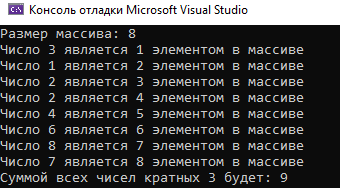 Консоль отладки Microsoft Visual Studio
Размер массива: 8
Число 3 является 1 элементом в массиве
Число 1 является 2 элементом в массиве
Число 2 является 3 элементом в массиве
Число 2 является 4 элементом в массиве
Число 4 является 5 элементом в массиве
Число 6 является 6 элементом в массиве
Число 8 является 7 элементом в массиве
Число 7 является 8 элементом в массиве
Суммой всех чисел кратных 3 будет: 9